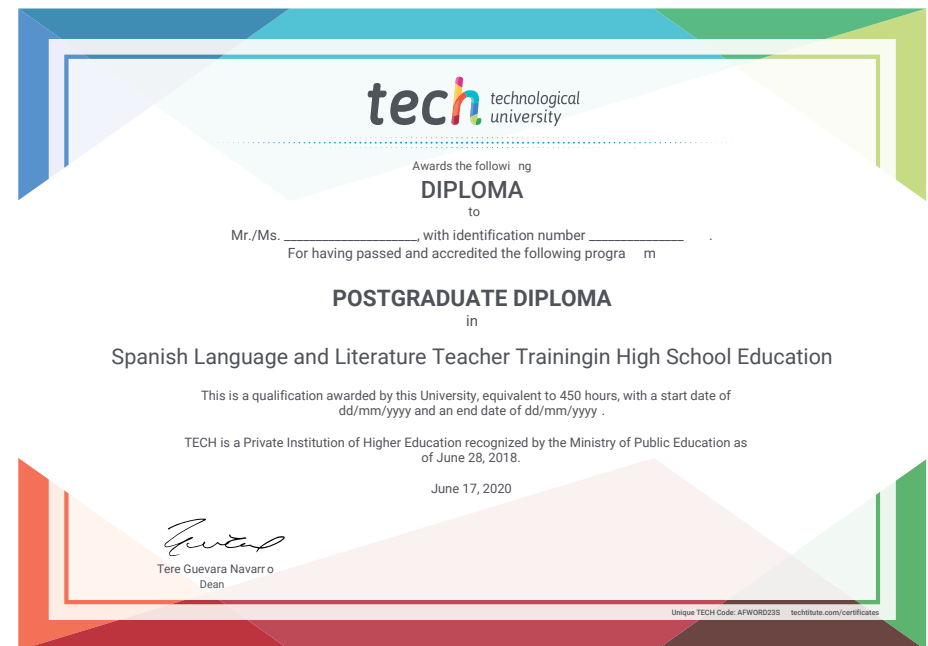 tech technological
university
Awards the followi ng
DIPLOMA
to
Mr./Ms. ______________________, with identification number ________________ .
For having passed and accredited the following progra m
POSTGRADUATE DIPLOMA
in
Spanish Language and Literature Teacher Trainingin High School Education
This is a qualification awarded by this University, equivalent to 450 hours, with a start date of
dd/mm/yyyy and an end date of dd/mm/yyyy .
TECH is a Private Institution of Higher Education recognized by the Ministry of Public Education as
of June 28, 2018.
June 17, 2020
Tere Guevara Navarr o
Dean
Unique TECH Code: AFWORD23S techtitute.com/certificates